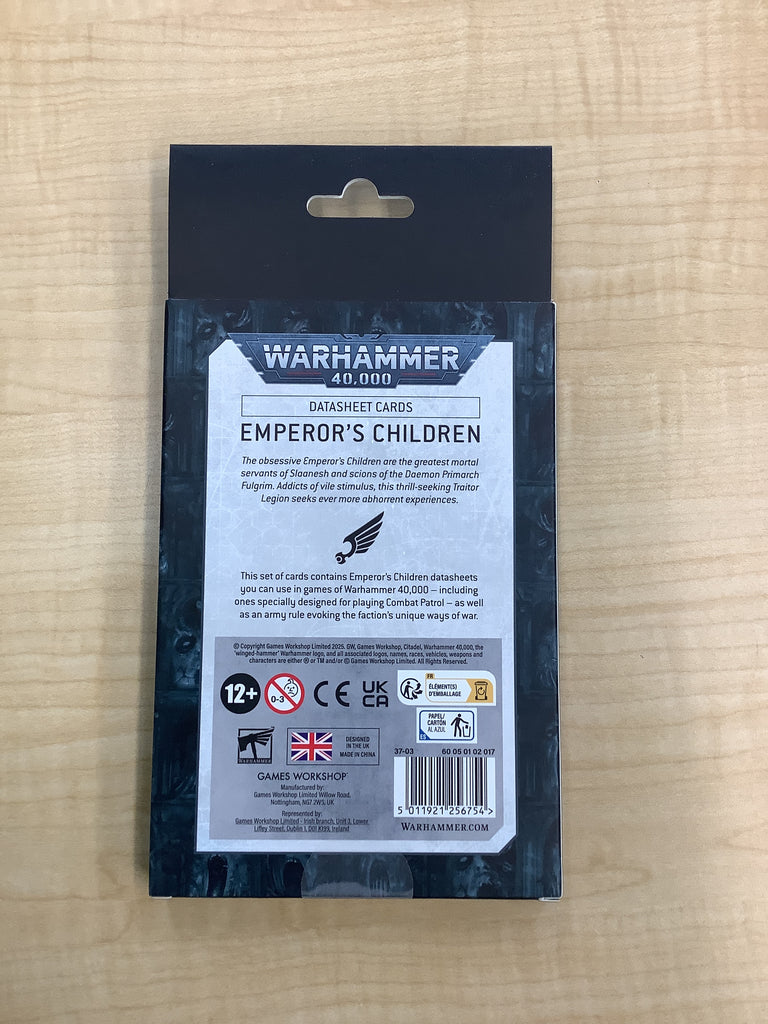 WARHAMMER
40,000
DATASHEET CARDS
EMPEROR'S CHILDREN
The obsessive Emperor's Children are the greatest mortal
servants of Slaanesh and scions of the Daemon Primarch
Fulgrim. Addicts of vile stimulus, this thrill-seeking Traitor
Legion seeks ever more abhorrent experiences.
This set of cards contains Emperor's Children datasheets
you can use in games of Warhammer 40,000 – including
ones specially designed for playing Combat Patrol – as well
as an army rule evoking the faction's unique ways of war.
© Copyright Games Workshop Limited 2025. GW, Games Workshop, Citadel, Warhammer 40,000, the
'winged-hammer' Warhammer logo, and all associated logos, names, races, vehicles, weapons and
characters are either ® or TM and/or © Games Workshop Limited. All Rights Reserved.
12+
0-3
CE
UK
CA
FR
ÉLÉMENT(S)
D'EMBALLAGE
PAPEL/
CARTÓN
AL AZUL
ES
WARHAMMER
DESIGNED
IN THE UK
MADE IN CHINA
GAMES WORKSHOP
Manufactured by:
Games Workshop Limited Willow Road,
Nottingham, NG7 2WS, UK
Represented by:
Games Workshop Limited - Irish branch, Unit 3, Lower
Liffey Street, Dublin 1, D01 K199, Ireland
37-03 60 05 01 02 017
5 011921 256754 >
WARHAMMER.COM